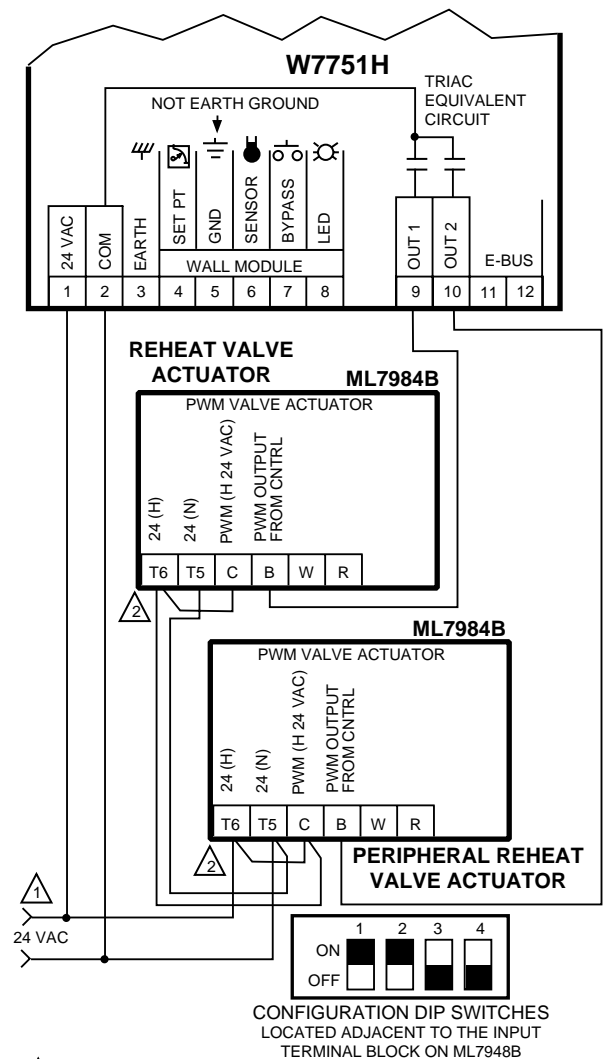 W7751H
TRIAC
EQUIVALENT
CIRCUIT
NOT EARTH GROUND
24 VAC
COM
EARTH
SET PT
GND
SENSOR
BYPASS
LED
WALL MODULE
OUT 1
OUT 2
E-BUS
1 2 3 4 5 6 7 8 9 10 11 12
REHEAT VALVE
ACTUATOR
ML7984B
PWM VALVE ACTUATOR
24 (H)
24 (N)
PWM (H 24 VAC)
PWM OUTPUT
FROM CNTRL
T6 T5 C B W R
2
ML7984B
PWM VALVE ACTUATOR
24 (H)
24 (N)
PWM (H 24 VAC)
PWM OUTPUT
FROM CNTRL
T6 T5 C B W R
2
PERIPHERAL REHEAT
VALVE ACTUATOR
1
24 VAC
1 2 3 4
ON
OFF
CONFIGURATION DIP SWITCHES
LOCATED ADJACENT TO THE INPUT
TERMINAL BLOCK ON ML7948B